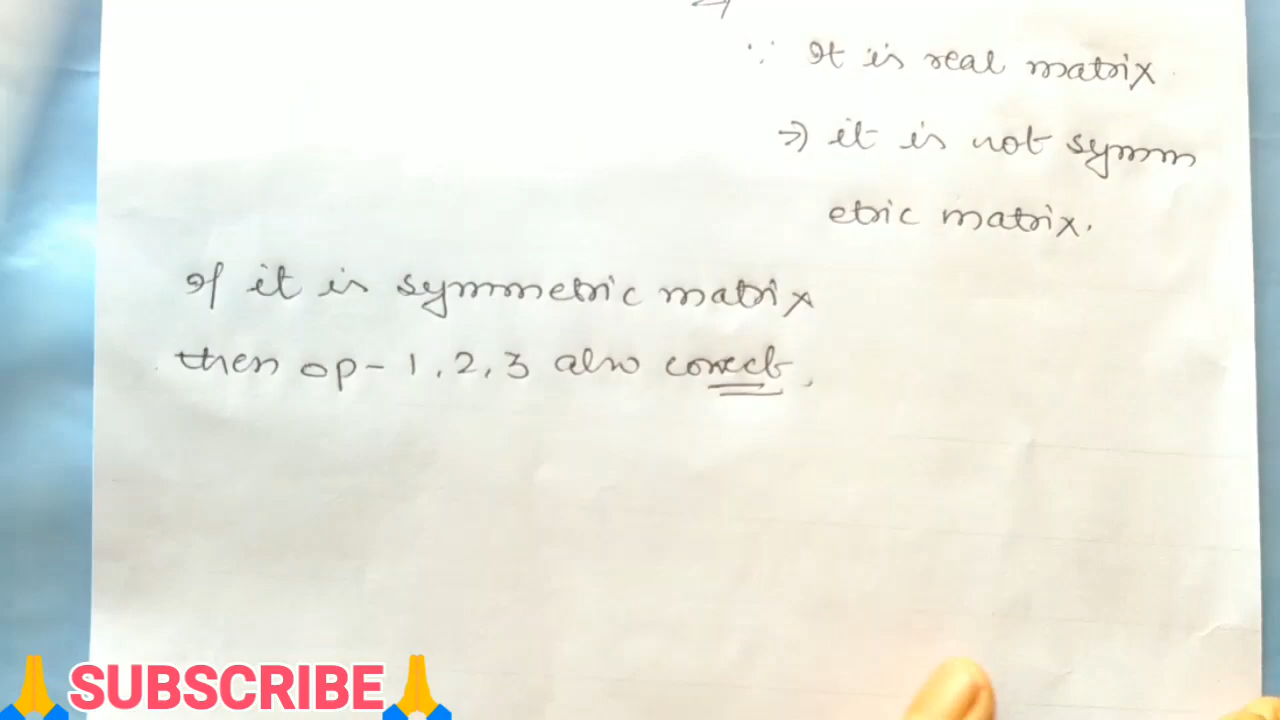 ∵ It is real matrix
⇒ it is not symm
etric matrix.
If it is symmetric matrix
then op- 1, 2, 3 also correct,
🙏SUBSCRIBE🙏